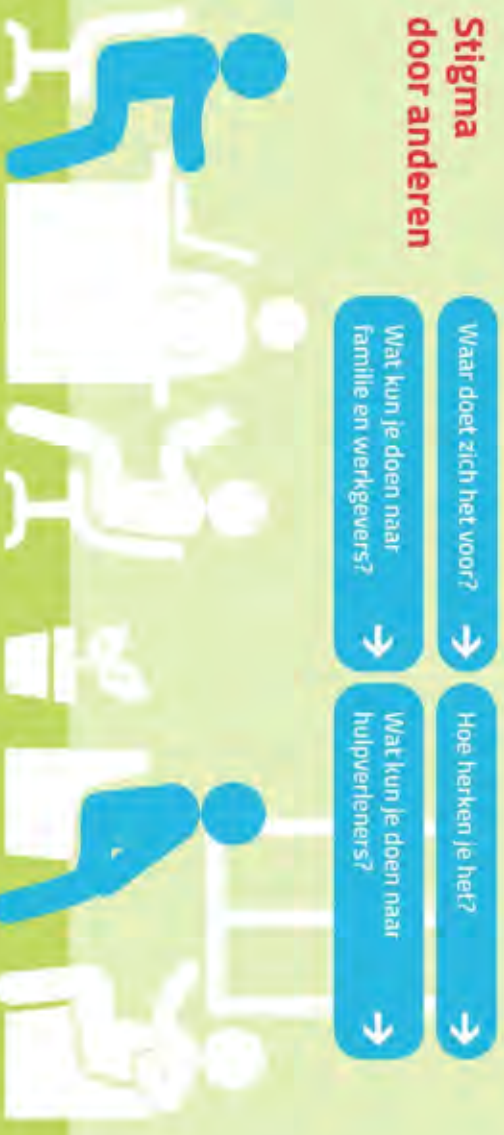 Stigma
door anderen
Waar doet zich het voor?
Hoe herken je het?
Wat kun je doen naar
familie en werkgevers?
Wat kun je doen naar
hulpverleners?